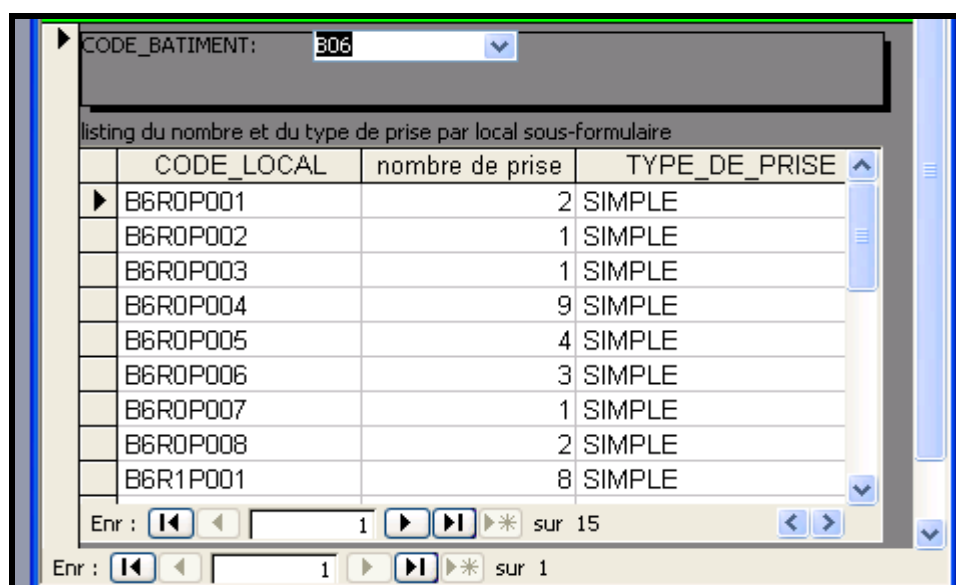 CODE_BATIMENT: B06
listing du nombre et du type de prise par local sous-formulaire
CODE_LOCAL nombre de prise TYPE_DE_PRISE
B6R0P001 2 SIMPLE
B6R0P002 1 SIMPLE
B6R0P003 1 SIMPLE
B6R0P004 9 SIMPLE
B6R0P005 4 SIMPLE
B6R0P006 3 SIMPLE
B6R0P007 1 SIMPLE
B6R0P008 2 SIMPLE
B6R1P001 8 SIMPLE
Enr : 1 sur 15
Enr : 1 sur 1